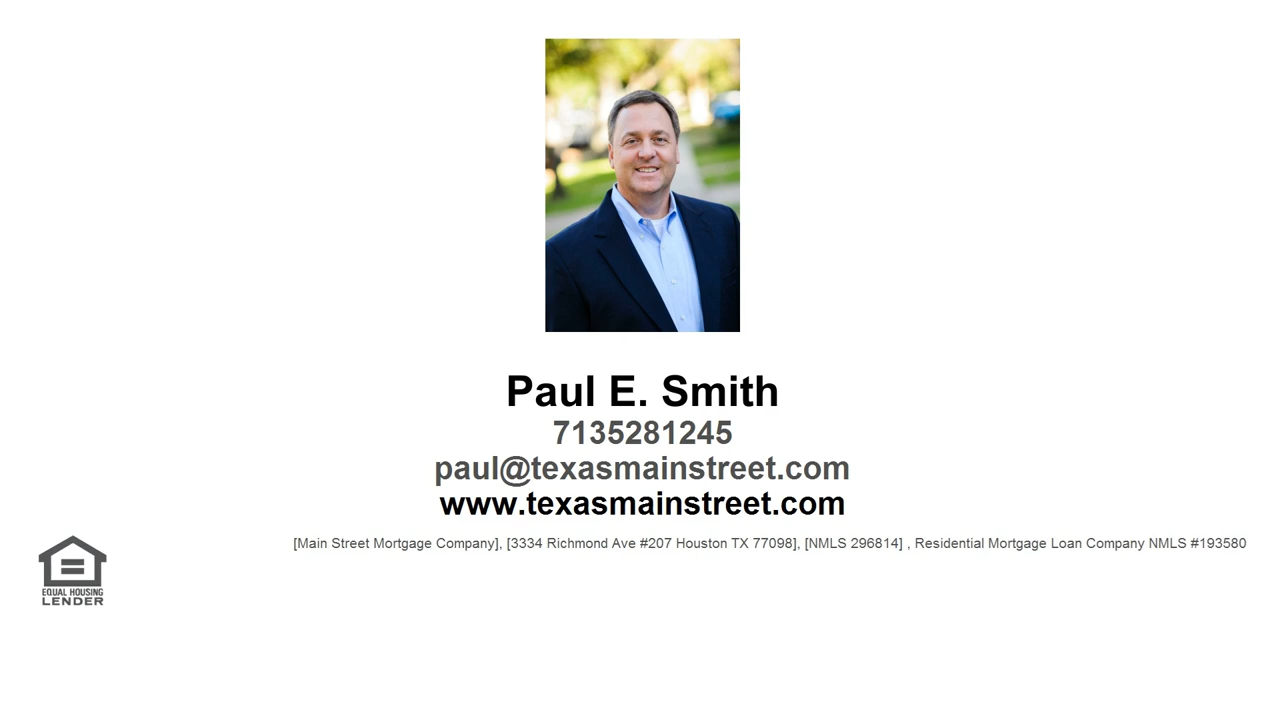 Paul E. Smith
7135281245
paul@texasmainstreet.com
www.texasmainstreet.com
[Main Street Mortgage Company], [3334 Richmond Ave #207 Houston TX 77098], [NMLS 296814] , Residential Mortgage Loan Company NMLS #193580
EQUAL HOUSING
LENDER